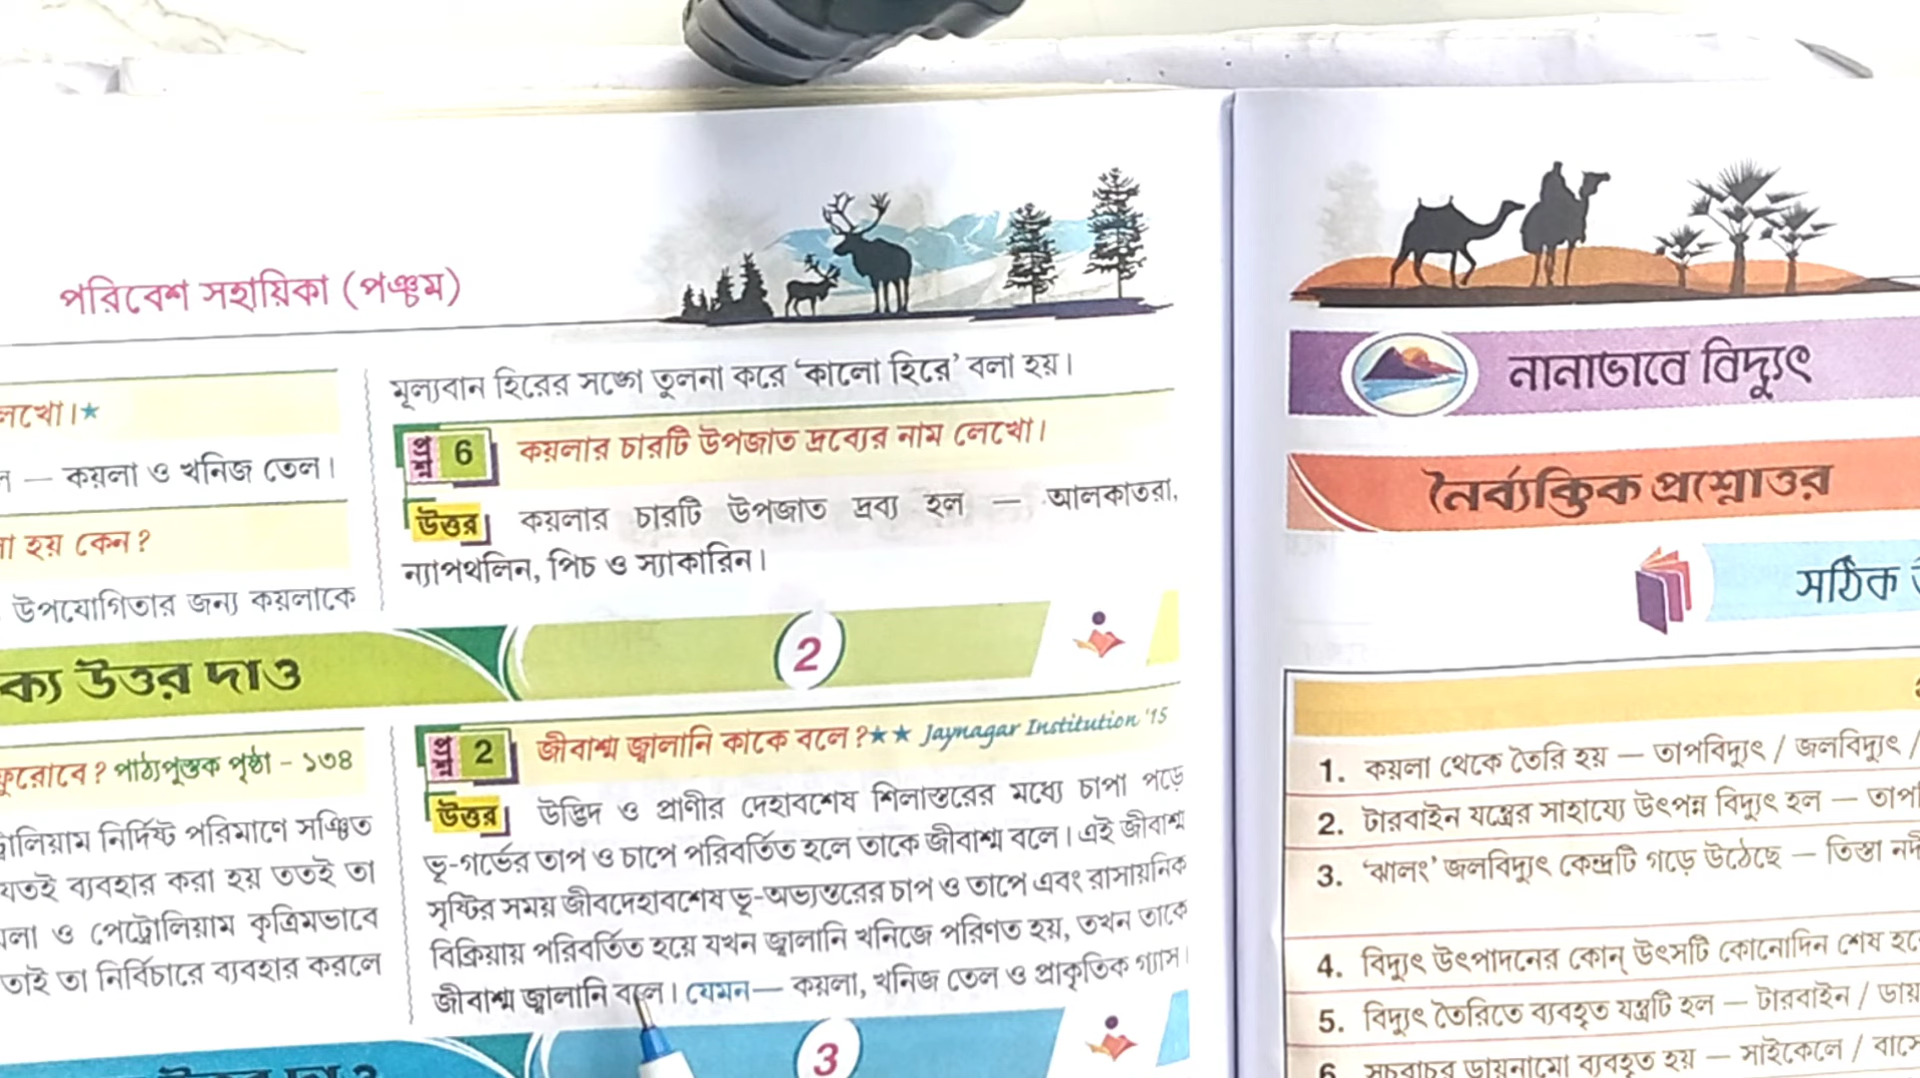 পরিবেশ সহায়িকা (পঞ্চম)
লেখো।★
— কয়লা ও খনিজ তেল।
হয় কেন?
উপযোগিতার জন্য কয়লাকে
মূল্যবান হিরের সঙ্গে তুলনা করে ‘কালো হিরে’ বলা হয়।
প্রশ্ন 6 কয়লার চারটি উপজাত দ্রব্যের নাম লেখো।
উত্তর কয়লার চারটি উপজাত দ্রব্য হল — আলকাতরা,
ন্যাপথলিন, পিচ ও স্যাকারিন।
উত্তর দাও
2
ফুরোবে? পাঠ্যপুস্তক পৃষ্ঠা - ১৩৪
নির্দিষ্ট পরিমাণে সঞ্চিত
যতই ব্যবহার করা হয় ততই তা
ও পেট্রোলিয়াম কৃত্রিমভাবে
তাই তা নির্বিচারে ব্যবহার করলে
প্রশ্ন 2 জীবাশ্ম জ্বালানি কাকে বলে?★★ Jaynagar Institution '15
উত্তর উদ্ভিদ ও প্রাণীর দেহাবশেষ শিলাস্তরের মধ্যে চাপা পড়ে
ভূ-গর্ভের তাপ ও চাপে পরিবর্তিত হলে তাকে জীবাশ্ম বলে। এই জীবাশ্ম
সৃষ্টির সময় জীবদেহাবশেষ ভূ-অভ্যন্তরের চাপ ও তাপে এবং রাসায়নিক
বিক্রিয়ায় পরিবর্তিত হয়ে যখন জ্বালানি খনিজে পরিণত হয়, তখন তাকে
জীবাশ্ম জ্বালানি বলে। যেমন— কয়লা, খনিজ তেল ও প্রাকৃতিক গ্যাস।
3
নানাভাবে বিদ্যুৎ
নৈর্ব্যক্তিক প্রশ্নোত্তর
সঠিক
1. কয়লা থেকে তৈরি হয় — তাপবিদ্যুৎ / জলবিদ্যুৎ /
2. টারবাইন যন্ত্রের সাহায্যে উৎপন্ন বিদ্যুৎ হল —
3. ‘ঝালং’ জলবিদ্যুৎ কেন্দ্রটি গড়ে উঠেছে — তিস্তা
4. বিদ্যুৎ উৎপাদনের কোন্ উৎসটি কোনোদিন শেষ
5. বিদ্যুৎ তৈরিতে ব্যবহৃত যন্ত্রটি হল — টারবাইন /
6. সচরাচর ডায়নামো ব্যবহৃত হয় — সাইকেলে /